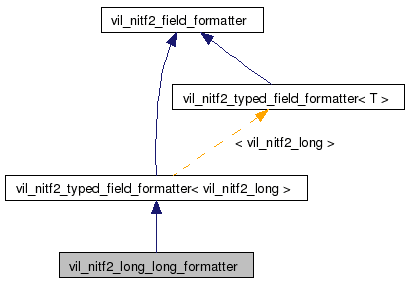 vil_nitf2_field_formatter
vil_nitf2_typed_field_formatter< T >
< vil_nitf2_long >
vil_nitf2_typed_field_formatter< vil_nitf2_long >
vil_nitf2_long_long_formatter